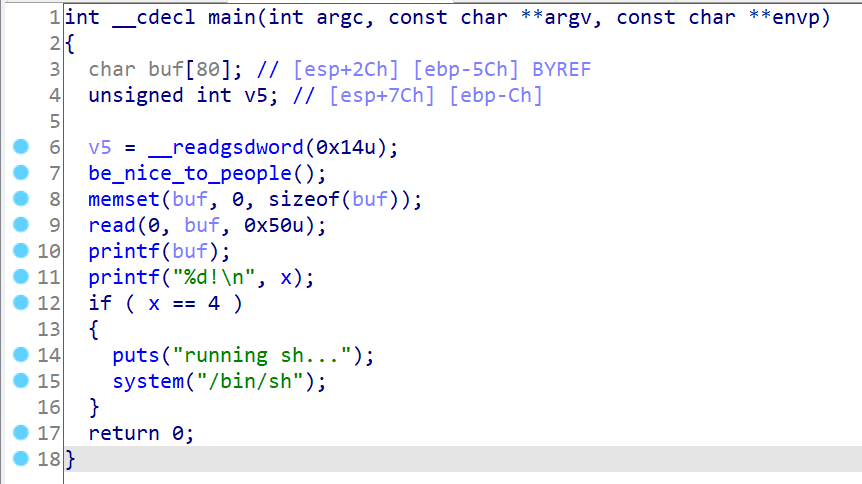 1 int __cdecl main(int argc, const char **argv, const char **envp)
2 {
3   char buf[80]; // [esp+2Ch] [ebp-5Ch] BYREF
4   unsigned int v5; // [esp+7Ch] [ebp-Ch]
5
6   v5 = __readgsdword(0x14u);
7   be_nice_to_people();
8   memset(buf, 0, sizeof(buf));
9   read(0, buf, 0x50u);
10   printf(buf);
11   printf("%d!\n", x);
12   if ( x == 4 )
13   {
14     puts("running sh...");
15     system("/bin/sh");
16   }
17   return 0;
18 }